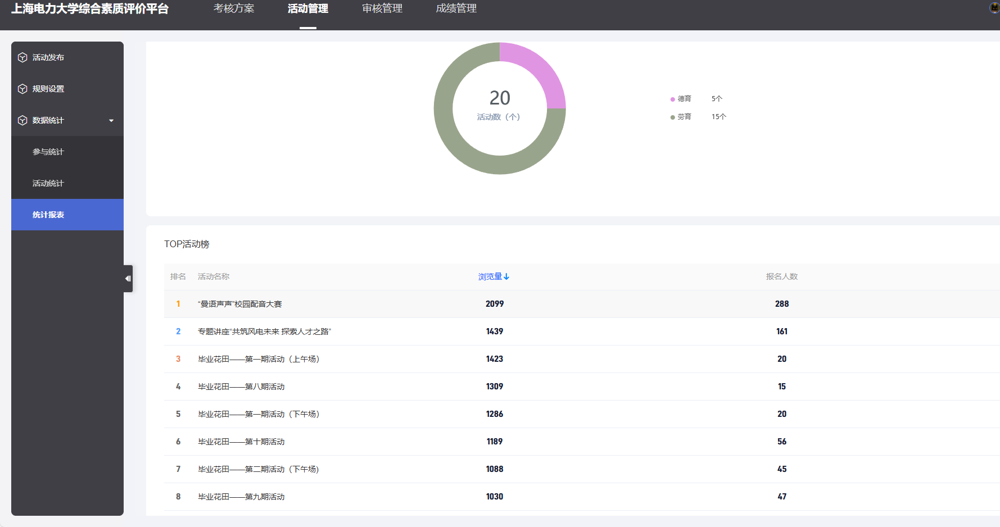 上海电力大学综合素质评价平台 考核方案 活动管理 审核管理 成绩管理
活动发布
规则设置
数据统计
参与统计
活动统计
统计报表
20
活动数（个）
德育 5个
劳育 15个
TOP活动榜
排名 活动名称 浏览量 报名人数
1 “曼语声声”校园配音大赛 2099 288
2 专题讲座“共筑风电未来 探索人才之路” 1439 161
3 毕业花田——第一期活动（上午场） 1423 20
4 毕业花田——第八期活动 1309 15
5 毕业花田——第一期活动（下午场） 1286 20
6 毕业花田——第十期活动 1189 56
7 毕业花田——第二期活动（下午场) 1088 45
8 毕业花田——第九期活动 1030 47